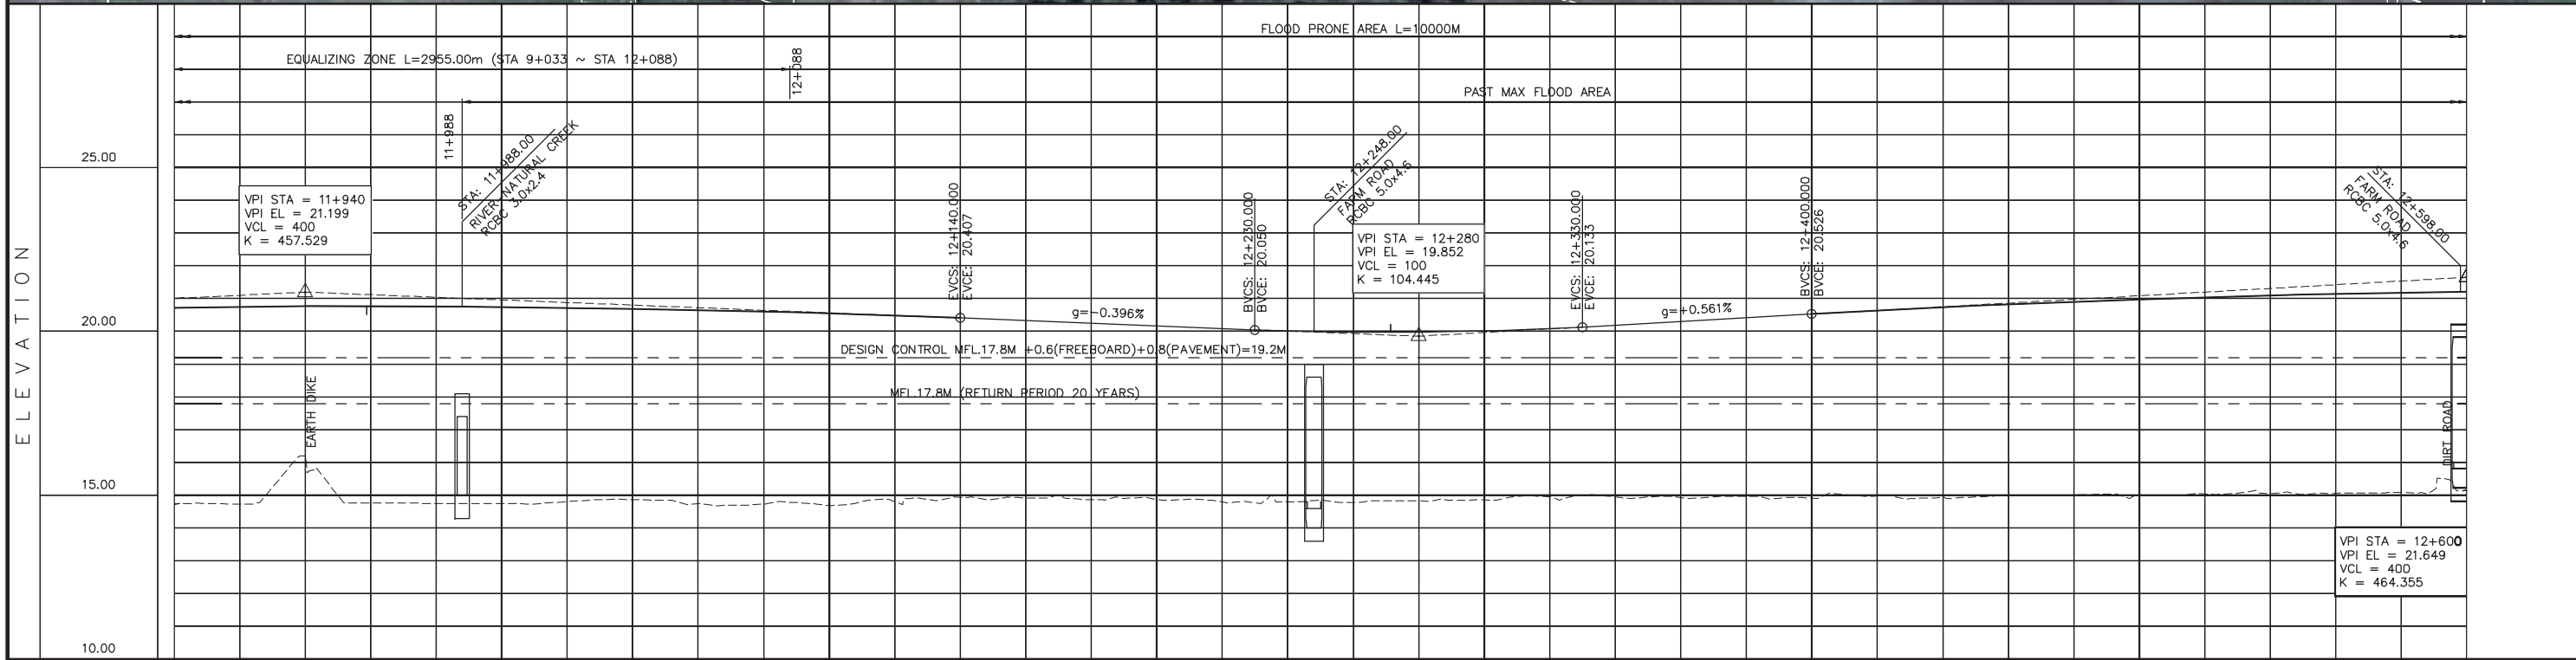 FLOOD PRONE AREA L=10000M
EQUALIZING ZONE L=2955.00m (STA 9+033 ~ STA 12+088)
12+088
PAST MAX FLOOD AREA
11+988
STA: 11+988.00
RIVER-NATURAL CREEK
RCBC 3.0x2.4
STA: 12+248.00
FARM ROAD
RCBC 5.0x4.6
STA: 12+598.00
FARM ROAD
RCBC 5.0x4.6
ELEVATION
25.00
20.00
15.00
10.00
VPI STA = 11+940
VPI EL = 21.199
VCL = 400
K = 457.529
EVCS: 12+140.000
EVCE: 20.407
BVCS: 12+230.000
BVCE: 20.050
VPI STA = 12+280
VPI EL = 19.852
VCL = 100
K = 104.445
EVCS: 12+330.000
EVCE: 20.133
BVCS: 12+400.000
BVCE: 20.526
g=-0.396%
g=+0.561%
DESIGN CONTROL MFL.17.8M +0.6(FREEBOARD)+0.8(PAVEMENT)=19.2M
MFL.17.8M (RETURN PERIOD 20 YEARS)
EARTH DIKE
DIRT ROAD
VPI STA = 12+600
VPI EL = 21.649
VCL = 400
K = 464.355